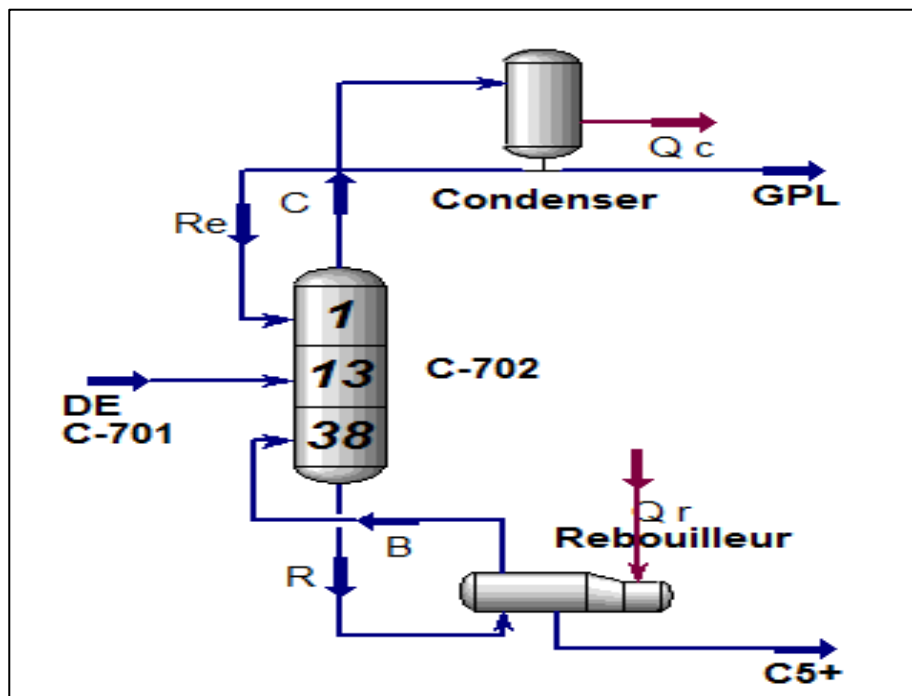 Q c
Condenser
GPL
C
Re
1
13
38
C-702
DE
C-701
Q r
Rebouilleur
B
R
C5+